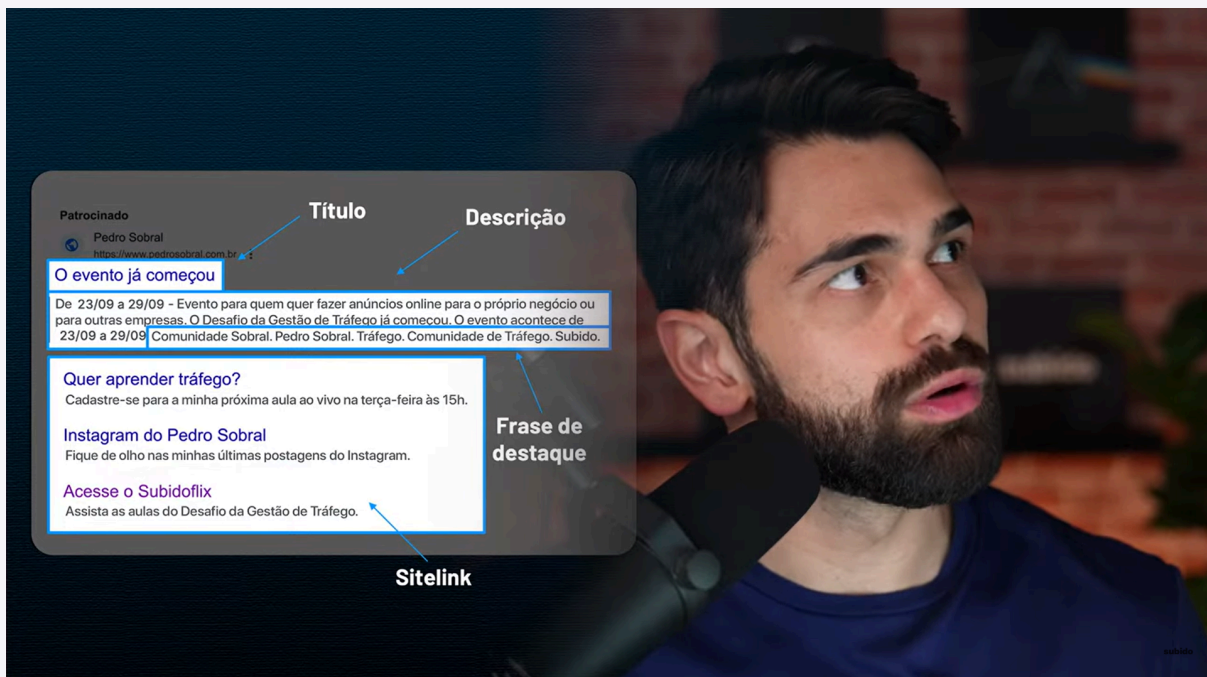 Patrocinado
Título
Descrição
Pedro Sobral
https://www.pedrosobral.com.br
O evento já começou
De 23/09 a 29/09 - Evento para quem quer fazer anúncios online para o próprio negócio ou
para outras empresas. O Desafio da Gestão de Tráfego já começou. O evento acontece de
23/09 a 29/09 Comunidade Sobral. Pedro Sobral. Tráfego. Comunidade de Tráfego. Subido.
Quer aprender tráfego?
Cadastre-se para a minha próxima aula ao vivo na terça-feira às 15h.
Instagram do Pedro Sobral
Fique de olho nas minhas últimas postagens do Instagram.
Frase de
destaque
Acesse o Subidoflix
Assista as aulas do Desafio da Gestão de Tráfego.
Sitelink
subido